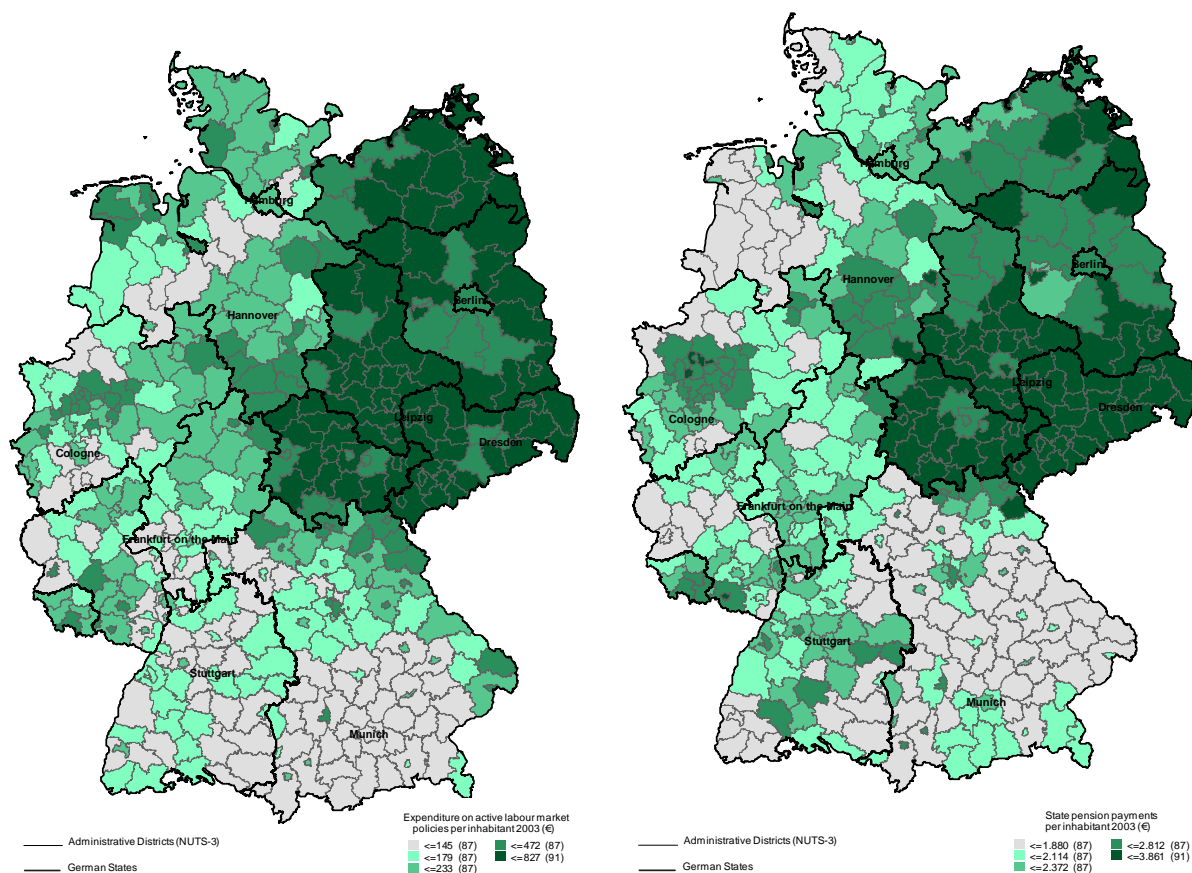 Hamburg
Hannover
Berlin
Leipzig
Dresden
Cologne
Frankfurt on the Main
Stuttgart
Munich
Administrative Districts (NUTS-3)
German States
Expenditure on active labour market
policies per inhabitant 2003 (€)
<=145 (87) <=472 (87)
<=179 (87) <=827 (91)
<=233 (87)
Hamburg
Hannover
Berlin
Leipzig
Dresden
Cologne
Frankfurt on the Main
Stuttgart
Munich
Administrative Districts (NUTS-3)
German States
State pension payments
per inhabitant 2003 (€)
<=1.880 (87) <=2.812 (87)
<=2.114 (87) <=3.861 (91)
<=2.372 (87)